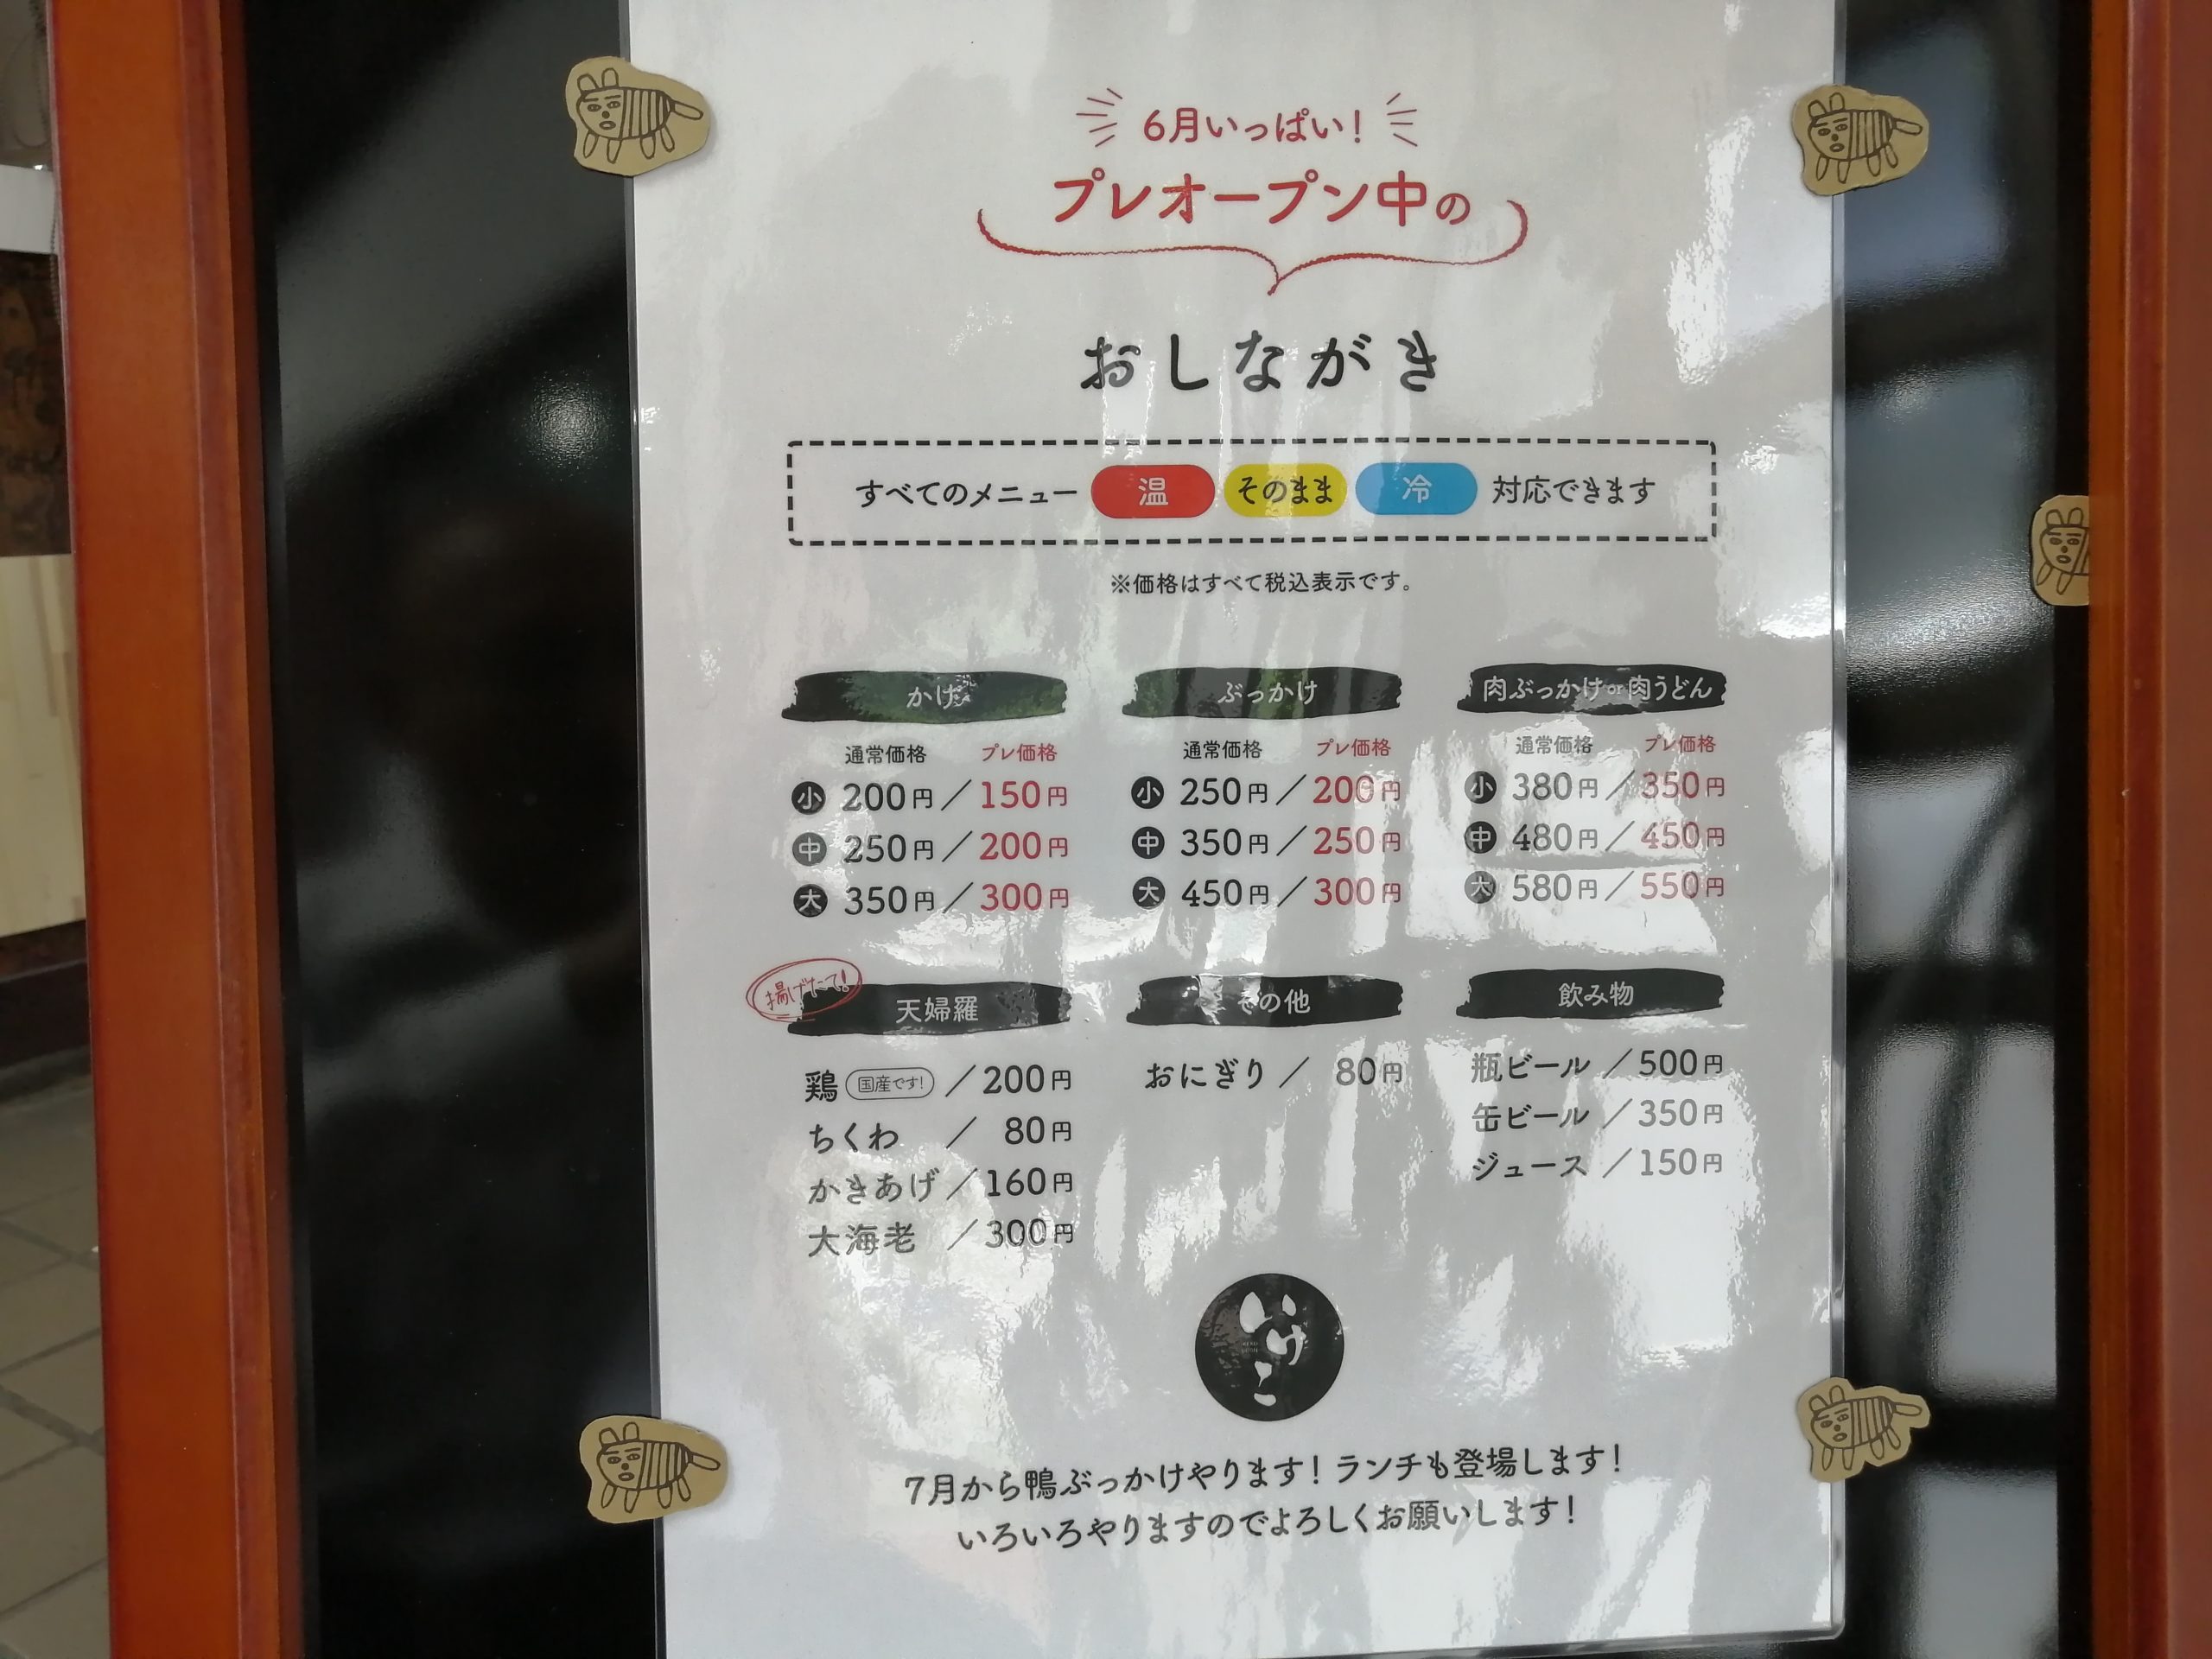 6月いっぱい！
プレオープン中の
おしながき
すべてのメニュー 温 そのまま 冷 対応できます
※価格はすべて税込表示です。
かけ
通常価格 プレ価格
小 200円／150円
中 250円／200円
大 350円／300円
ぶっかけ
通常価格 プレ価格
小 250円／200円
中 350円／250円
大 450円／300円
肉ぶっかけor肉うどん
通常価格 プレ価格
小 380円／350円
中 480円／450円
大 580円／550円
揚げたて！
天婦羅
鶏 国産です！ ／200円
ちくわ ／ 80円
かきあげ ／160円
大海老 ／300円
その他
おにぎり ／ 80円
飲み物
瓶ビール ／500円
缶ビール ／350円
ジュース ／150円
いけこ
7月から鴨ぶっかけやります！ランチも登場します！
いろいろやりますのでよろしくお願いします！